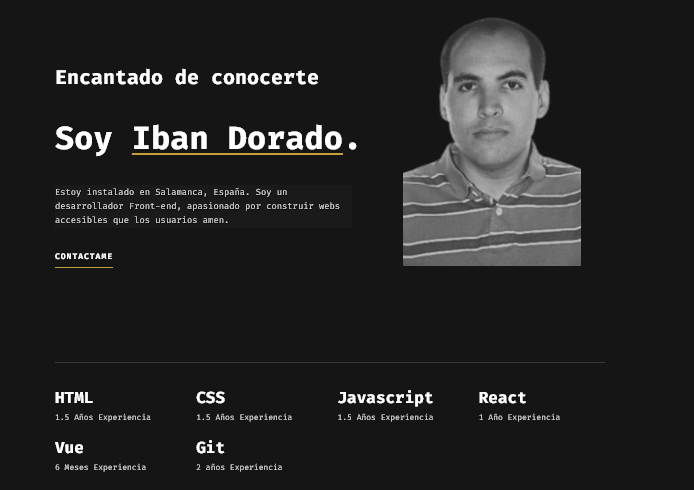 Encantado de conocerte
Soy Iban Dorado.
Estoy instalado en Salamanca, España. Soy un
desarrollador Front-end, apasionado por construir webs
accesibles que los usuarios amen.
CONTACTAME
HTML
1.5 Años Experiencia
CSS
1.5 Años Experiencia
Javascript
1.5 Años Experiencia
React
1 Año Experiencia
Vue
6 Meses Experiencia
Git
2 años Experiencia